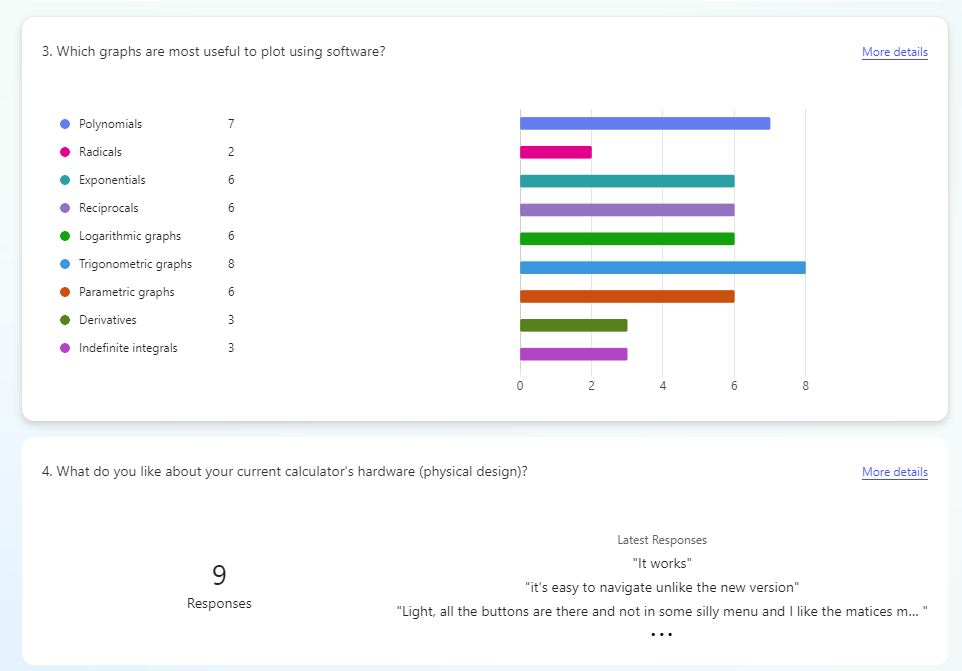 3. Which graphs are most useful to plot using software?
More details
Polynomials 7
Radicals 2
Exponentials 6
Reciprocals 6
Logarithmic graphs 6
Trigonometric graphs 8
Parametric graphs 6
Derivatives 3
Indefinite integrals 3
0 2 4 6 8
4. What do you like about your current calculator's hardware (physical design)?
More details
9
Responses
Latest Responses
"It works"
"it's easy to navigate unlike the new version"
"Light, all the buttons are there and not in some silly menu and I like the matices m... "
...